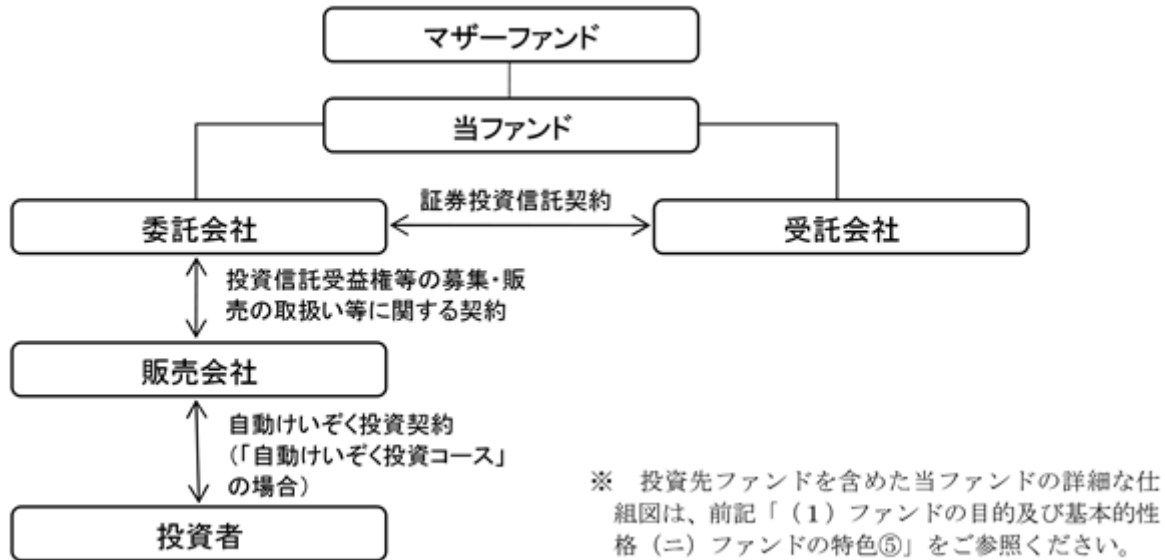 マザーファンド
当ファンド
証券投資信託契約
委託会社
受託会社
投資信託受益権等の募集・販
売の取扱い等に関する契約
販売会社
自動けいぞく投資契約
(「自動けいぞく投資コース」
の場合)
投資者
※ 投資先ファンドを含めた当ファンドの詳細な仕
組図は、前記「（１）ファンドの目的及び基本的性
格（ニ）ファンドの特色⑤」をご参照ください。